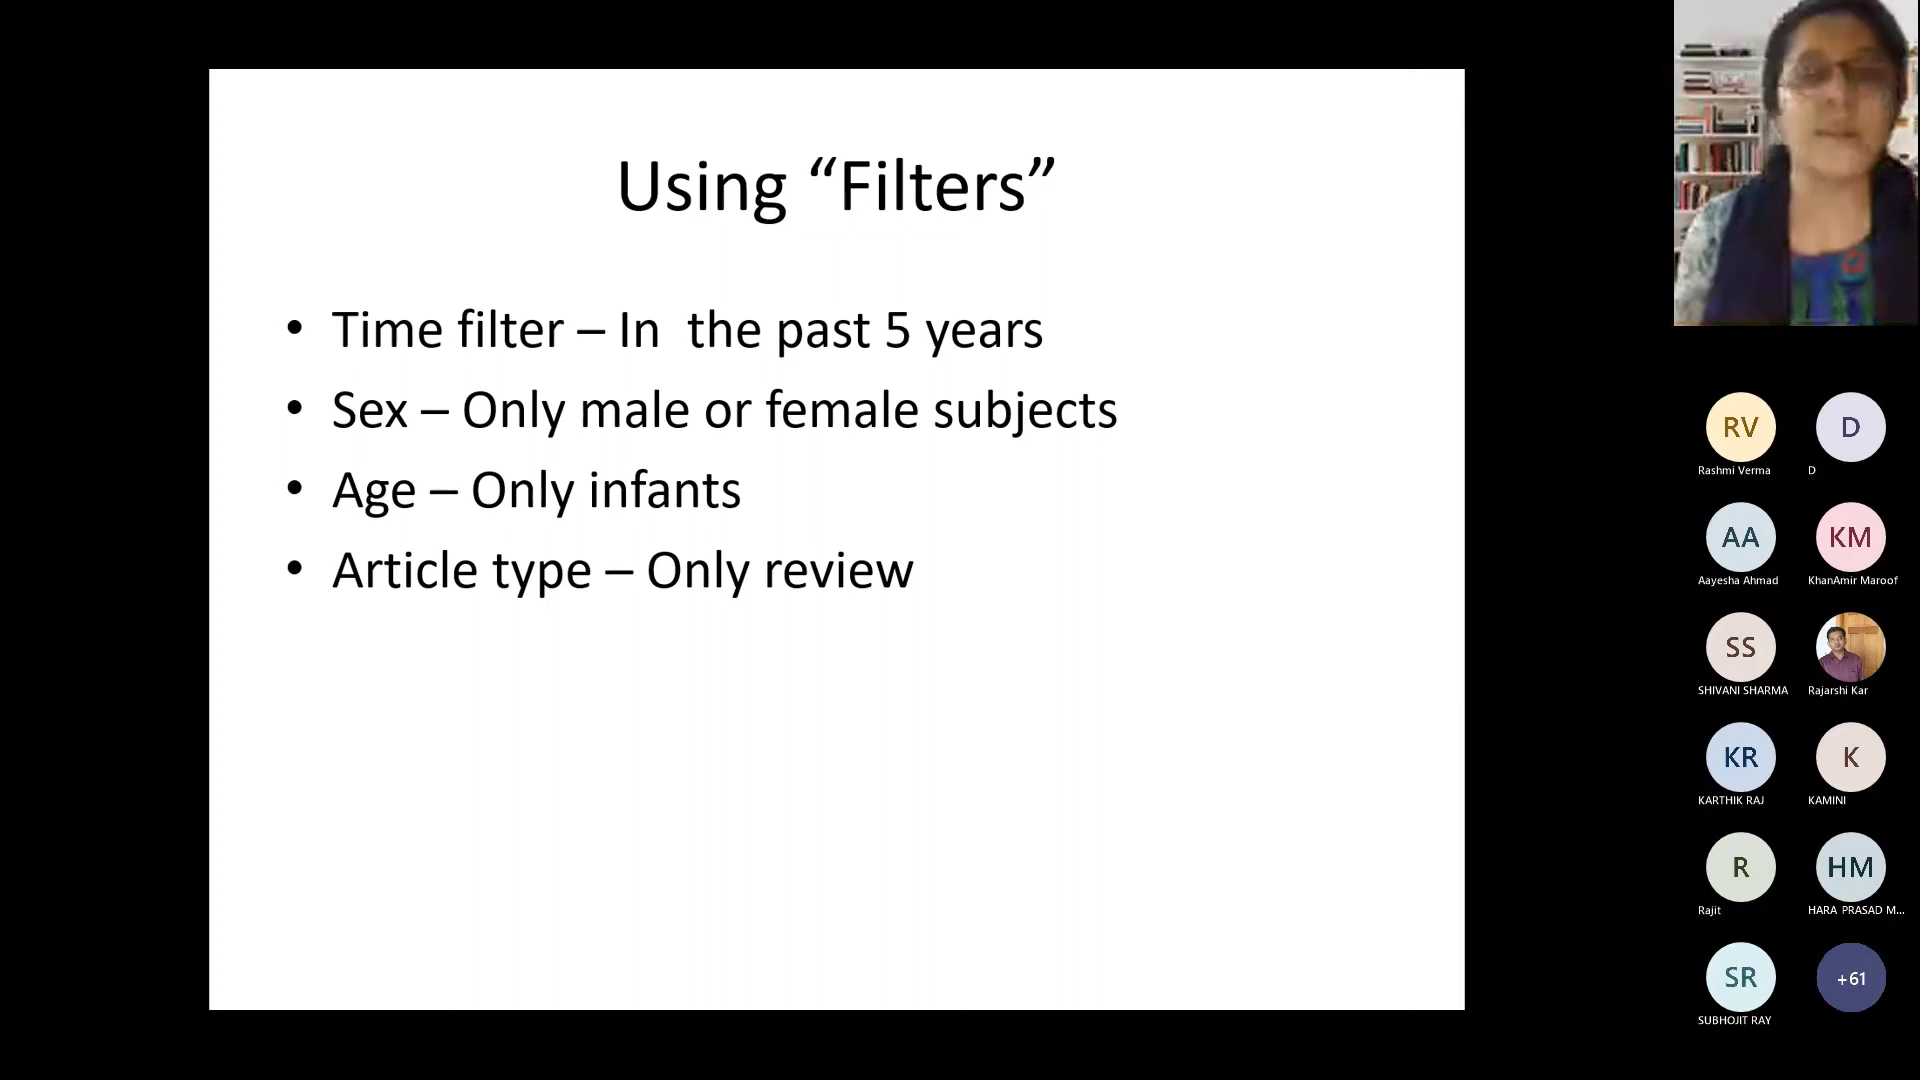 Using “Filters”
• Time filter – In  the past 5 years
• Sex – Only male or female subjects
• Age – Only infants
• Article type – Only review
RV
Rashmi Verma
D
D
AA
Aayesha Ahmad
KM
KhanAmir Maroof
SS
SHIVANI SHARMA
Rajarshi Kar
KR
KARTHIK RAJ
K
KAMINI
R
Rajit
HM
HARA PRASAD M...
SR
SUBHOJIT RAY
+61